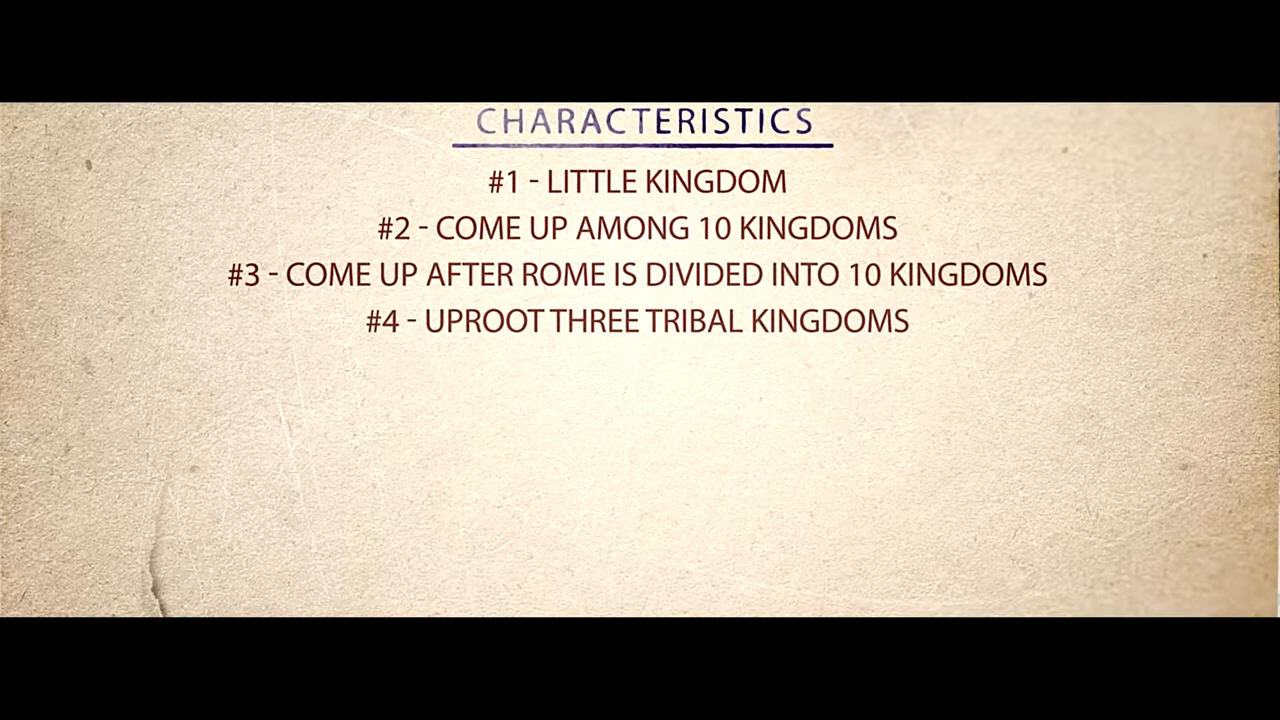 CHARACTERISTICS
#1 - LITTLE KINGDOM
#2 - COME UP AMONG 10 KINGDOMS
#3 - COME UP AFTER ROME IS DIVIDED INTO 10 KINGDOMS
#4 - UPROOT THREE TRIBAL KINGDOMS